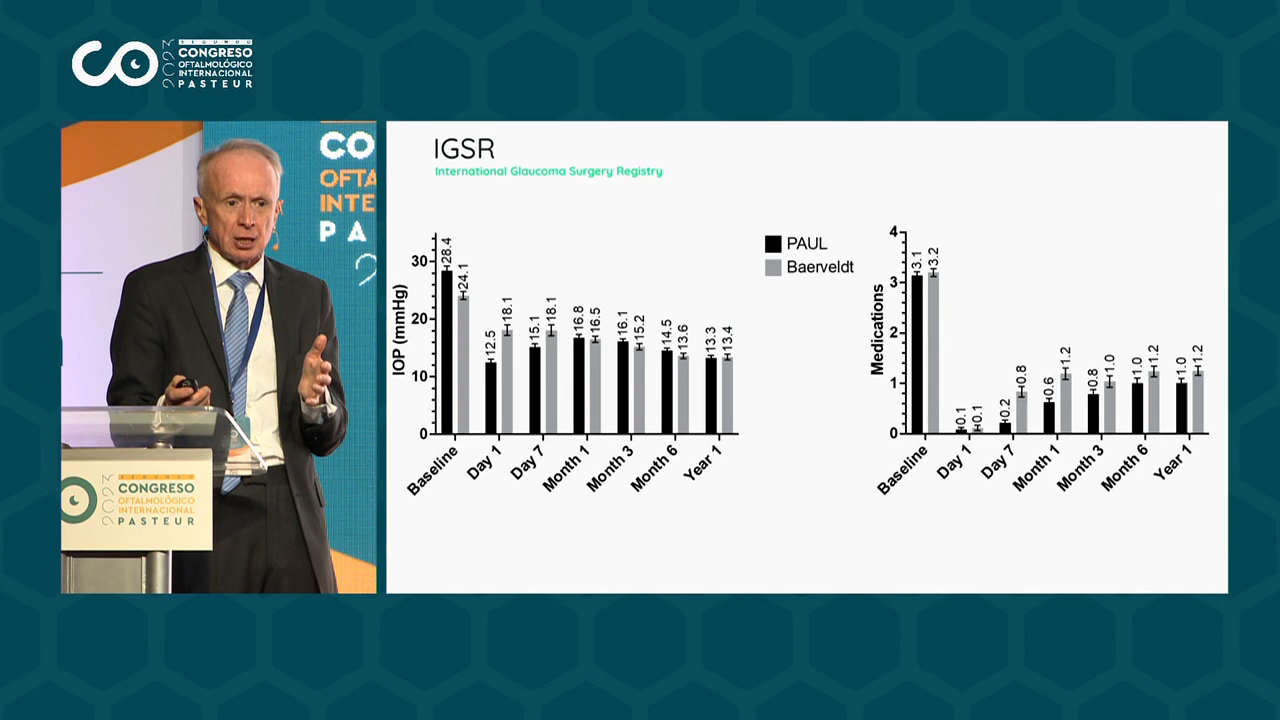 CO
2023
SEGUNDO
CONGRESO
OFTALMOLÓGICO
INTERNACIONAL
PASTEUR
CO
OFTA
INTE
PA
2
2023
SEGUNDO
CONGRESO
OFTALMOLÓGICO
INTERNACIONAL
PASTEUR
IGSR
International Glaucoma Surgery Registry
IOP (mmHg)
30
20
10
0
28.4
24.1
12.5
18.1
15.1
18.1
16.8
16.5
16.1
15.2
14.5
13.6
13.3
13.4
Baseline
Day 1
Day 7
Month 1
Month 3
Month 6
Year 1
PAUL
Baerveldt
Medications
4
3
2
1
0
3.1
3.2
0.1
0.1
0.2
0.8
0.6
1.2
0.8
1.0
1.0
1.2
1.0
1.2
Baseline
Day 1
Day 7
Month 1
Month 3
Month 6
Year 1